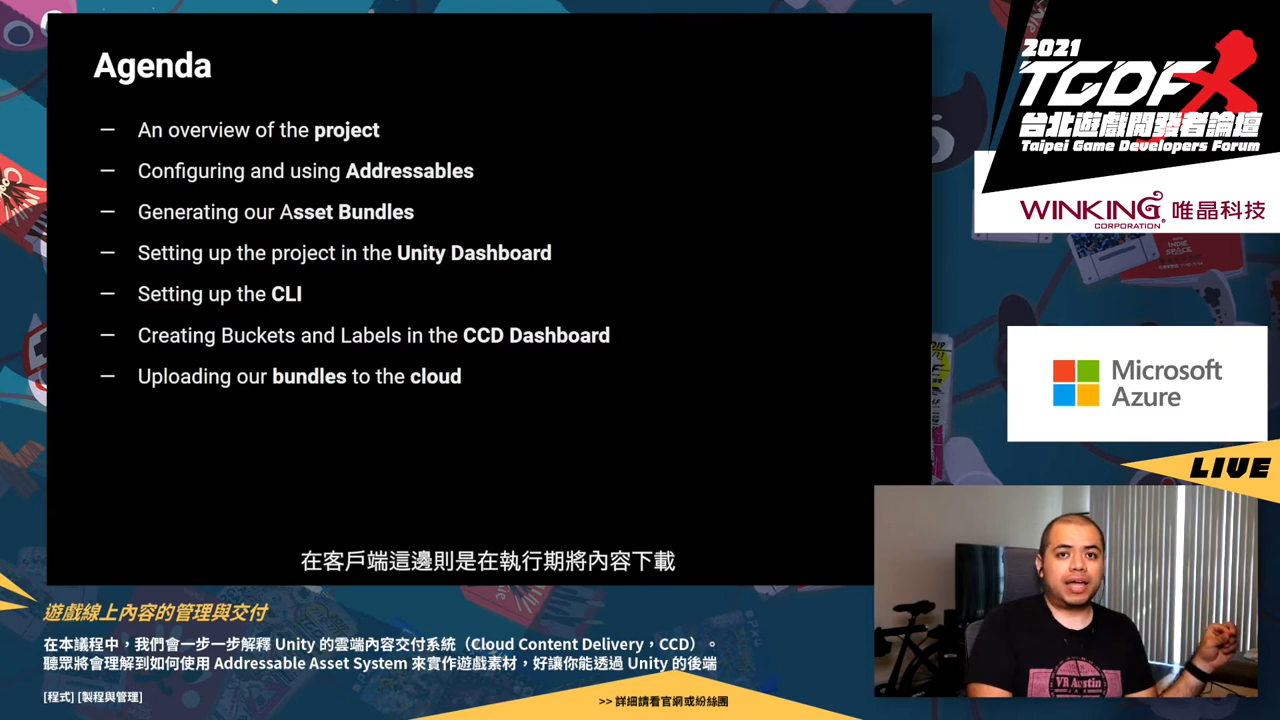 Agenda
— An overview of the project
— Configuring and using Addressables
— Generating our Asset Bundles
— Setting up the project in the Unity Dashboard
— Setting up the CLI
— Creating Buckets and Labels in the CCD Dashboard
— Uploading our bundles to the cloud
在客戶端這邊則是在執行期將內容下載
2021
TGDF
台北遊戲開發者論壇
Taipei Game Developers Forum
WINKING 唯晶科技
CORPORATION
Microsoft
Azure
LIVE
VR Austin
遊戲線上內容的管理與交付
在本議程中，我們會一步一步解釋 Unity 的雲端內容交付系統（Cloud Content Delivery，CCD）。
聽眾將會理解到如何使用 Addressable Asset System 來實作遊戲素材，好讓你能透過 Unity 的後端
[程式] [製程與管理]
>> 詳細請看官網或粉絲團